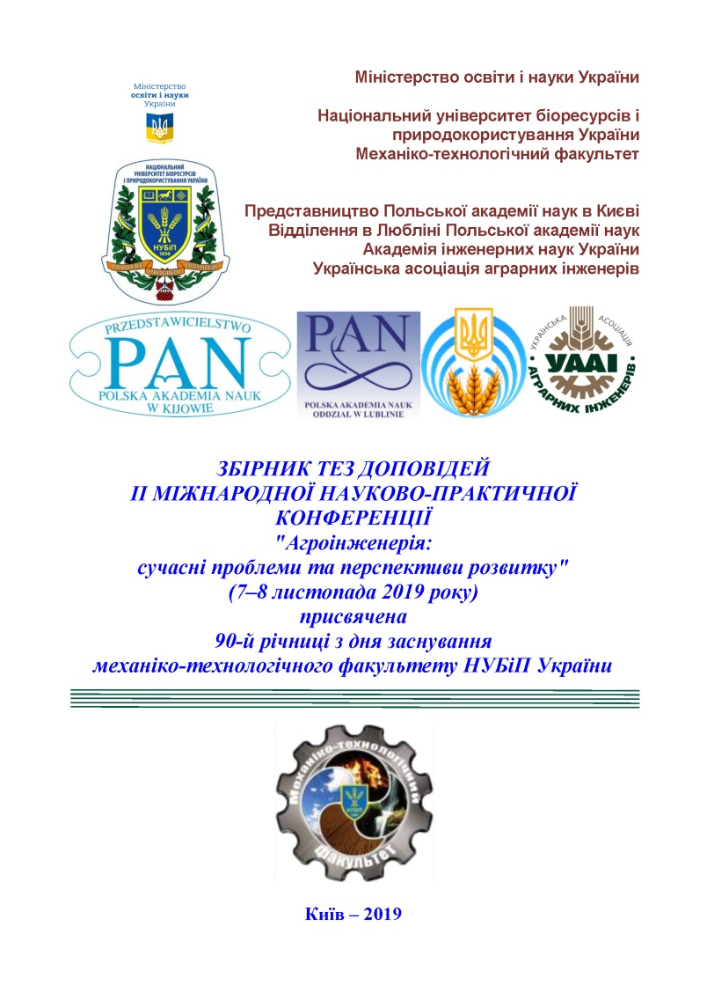 Міністерство
освіти і науки
України
Міністерство освіти і науки України
Національний університет біоресурсів і
природокористування України
Механіко-технологічний факультет
НАЦІОНАЛЬНИЙ
УНІВЕРСИТЕТ БІОРЕСУРСІВ
І ПРИРОДОКОРИСТУВАННЯ УКРАЇНИ
НУБіП
1898
PROGREDI
Представництво Польської академії наук в Києві
Відділення в Любліні Польської академії наук
Академія інженерних наук України
Українська асоціація аграрних інженерів
PRZEDSTAWICIELSTWO
PAN
POLSKA AKADEMIA NAUK
W KIJOWIE
PAN
POLSKA AKADEMIA NAUK
ODDZIAŁ W LUBLINIE
УКРАЇНСЬКА АСОЦІАЦІЯ
УААІ
АГРАРНИХ ІНЖЕНЕРІВ
ЗБІРНИК ТЕЗ ДОПОВІДЕЙ
ІІ МІЖНАРОДНОЇ НАУКОВО-ПРАКТИЧНОЇ
КОНФЕРЕНЦІЇ
"Агроінженерія:
сучасні проблеми та перспективи розвитку"
(7–8 листопада 2019 року)
присвячена
90-й річниці з дня заснування
механіко-технологічного факультету НУБіП України
Механіко-технологічний
НУБіП
факультет
Київ – 2019